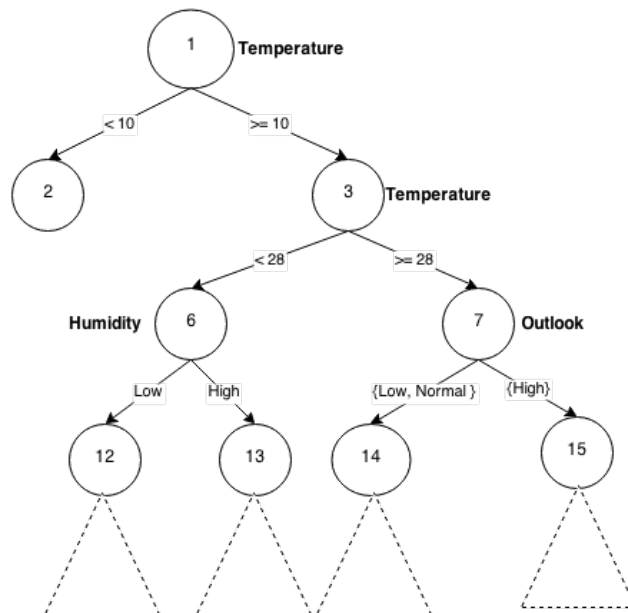 1
Temperature
< 10
>= 10
2
3
Temperature
< 28
>= 28
Humidity
6
7
Outlook
Low
High
{Low, Normal }
{High}
12
13
14
15